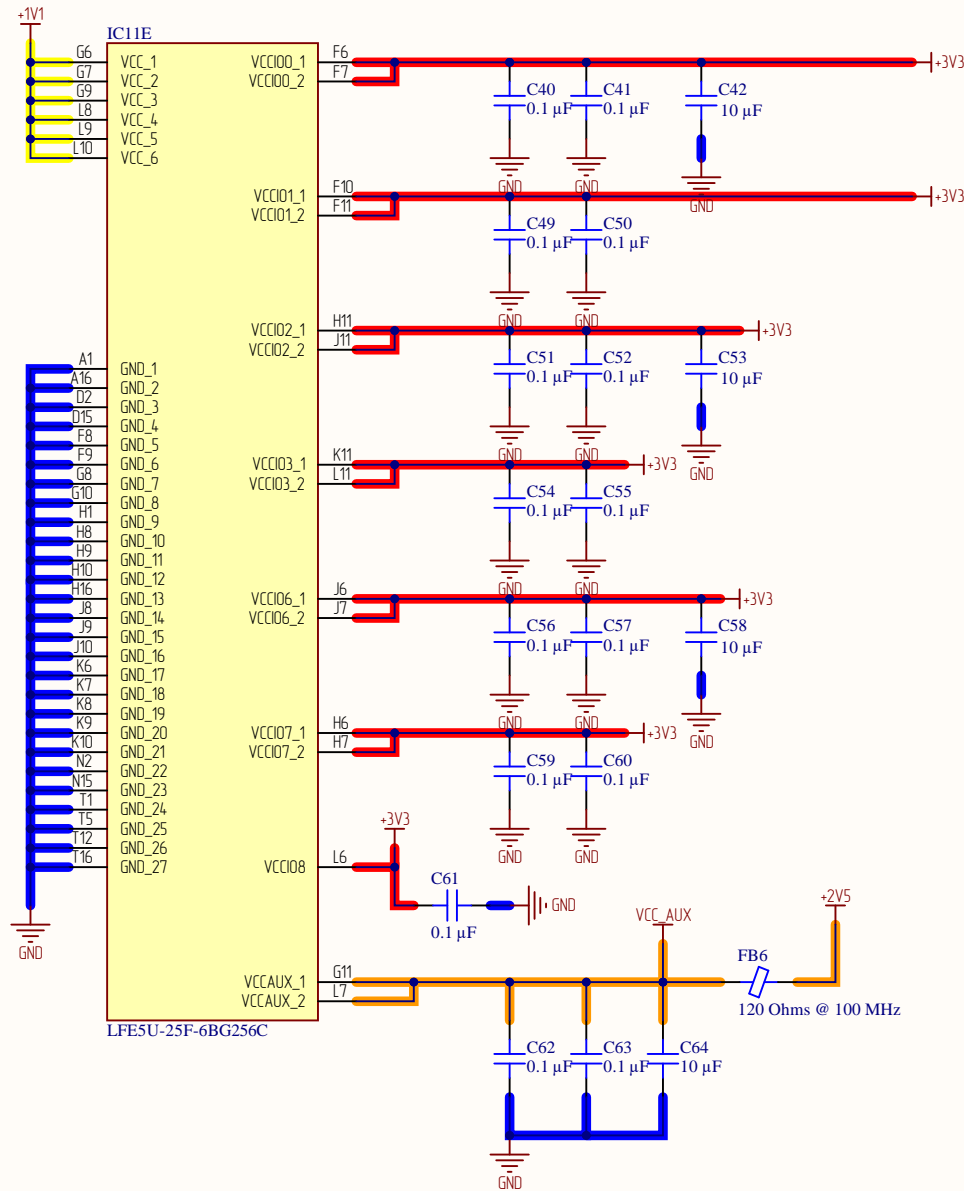 +1V1
IC11E
G6 VCC_1
G7 VCC_2
G9 VCC_3
L8 VCC_4
L9 VCC_5
L10 VCC_6
A1 GND_1
A16 GND_2
D2 GND_3
D15 GND_4
F8 GND_5
F9 GND_6
G8 GND_7
G10 GND_8
H1 GND_9
H8 GND_10
H9 GND_11
H10 GND_12
H16 GND_13
J8 GND_14
J9 GND_15
J10 GND_16
K6 GND_17
K7 GND_18
K8 GND_19
K9 GND_20
K10 GND_21
N2 GND_22
N15 GND_23
T1 GND_24
T5 GND_25
T12 GND_26
T16 GND_27
GND
VCCIO0_1 F6
VCCIO0_2 F7
+3V3
C40
0.1 µF
C41
0.1 µF
C42
10 µF
GND
GND
GND
VCCIO1_1 F10
VCCIO1_2 F11
+3V3
C49
0.1 µF
C50
0.1 µF
GND
GND
VCCIO2_1 H11
VCCIO2_2 J11
+3V3
C51
0.1 µF
C52
0.1 µF
C53
10 µF
GND
GND
GND
VCCIO3_1 K11
VCCIO3_2 L11
+3V3
C54
0.1 µF
C55
0.1 µF
GND
GND
VCCIO6_1 J6
VCCIO6_2 J7
+3V3
C56
0.1 µF
C57
0.1 µF
C58
10 µF
GND
GND
GND
VCCIO7_1 H6
VCCIO7_2 H7
+3V3
C59
0.1 µF
C60
0.1 µF
GND
GND
+3V3
VCCIO8 L6
C61
0.1 µF
GND
VCC_AUX
+2V5
VCCAUX_1 G11
VCCAUX_2 L7
FB6
120 Ohms @ 100 MHz
LFE5U-25F-6BG256C
C62
0.1 µF
C63
0.1 µF
C64
10 µF
GND